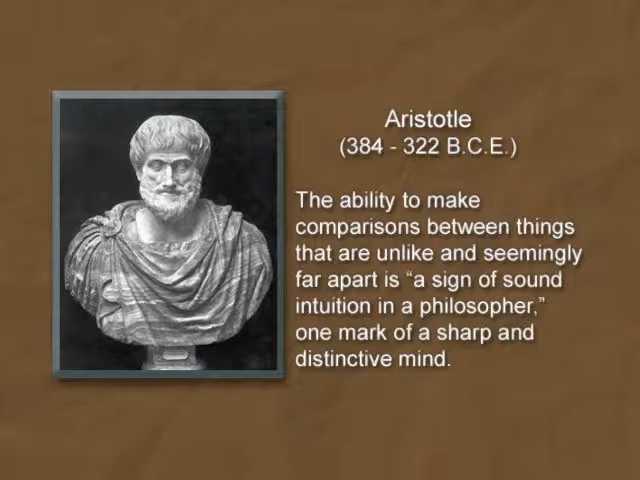 Aristotle
(384 - 322 B.C.E.)
The ability to make
comparisons between things
that are unlike and seemingly
far apart is “a sign of sound
intuition in a philosopher,”
one mark of a sharp and
distinctive mind.